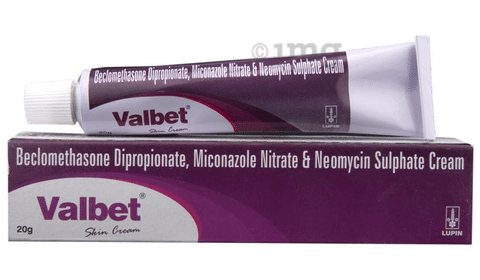 ©1mg
Beclomethasone Dipropionate, Miconazole Nitrate & Neomycin Sulphate Cream
Valbet®
Skin Cream
LUPIN
Beclomethasone Dipropionate, Miconazole Nitrate & Neomycin Sulphate Cream
Valbet®
Skin Cream
20g
LUPIN